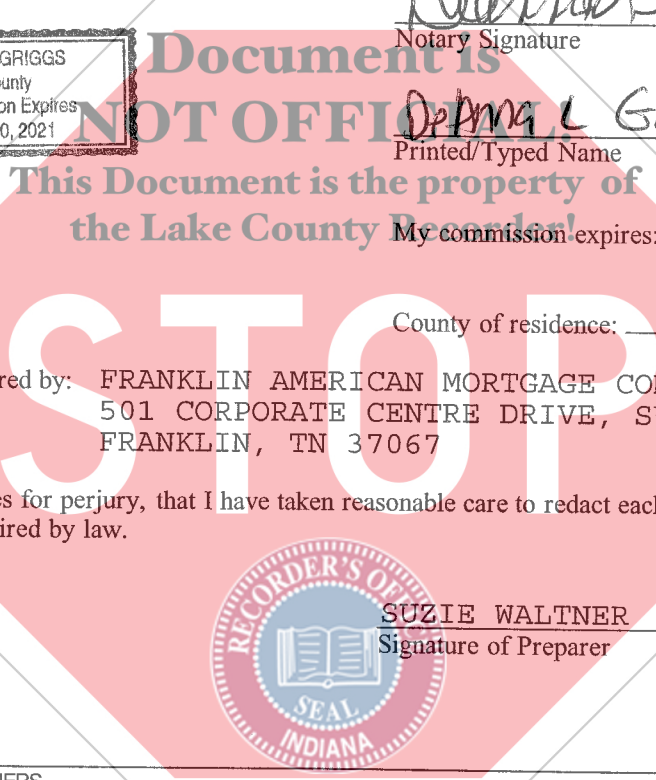 GRIGGS
unty
on Expires
0, 2021
Notary Signature
Document is
NOT OFFICIAL!
This Document is the property of
the Lake County Recorder!
DeAnna L G
Printed/Typed Name
My commission expires:
County of residence:
STOP
red by: FRANKLIN AMERICAN MORTGAGE CO
501 CORPORATE CENTRE DRIVE, S
FRANKLIN, TN 37067
es for perjury, that I have taken reasonable care to redact eac
ired by law.
RECORDER'S OFFICE
SEAL
INDIANA
SUZIE WALTNER
Signature of Preparer